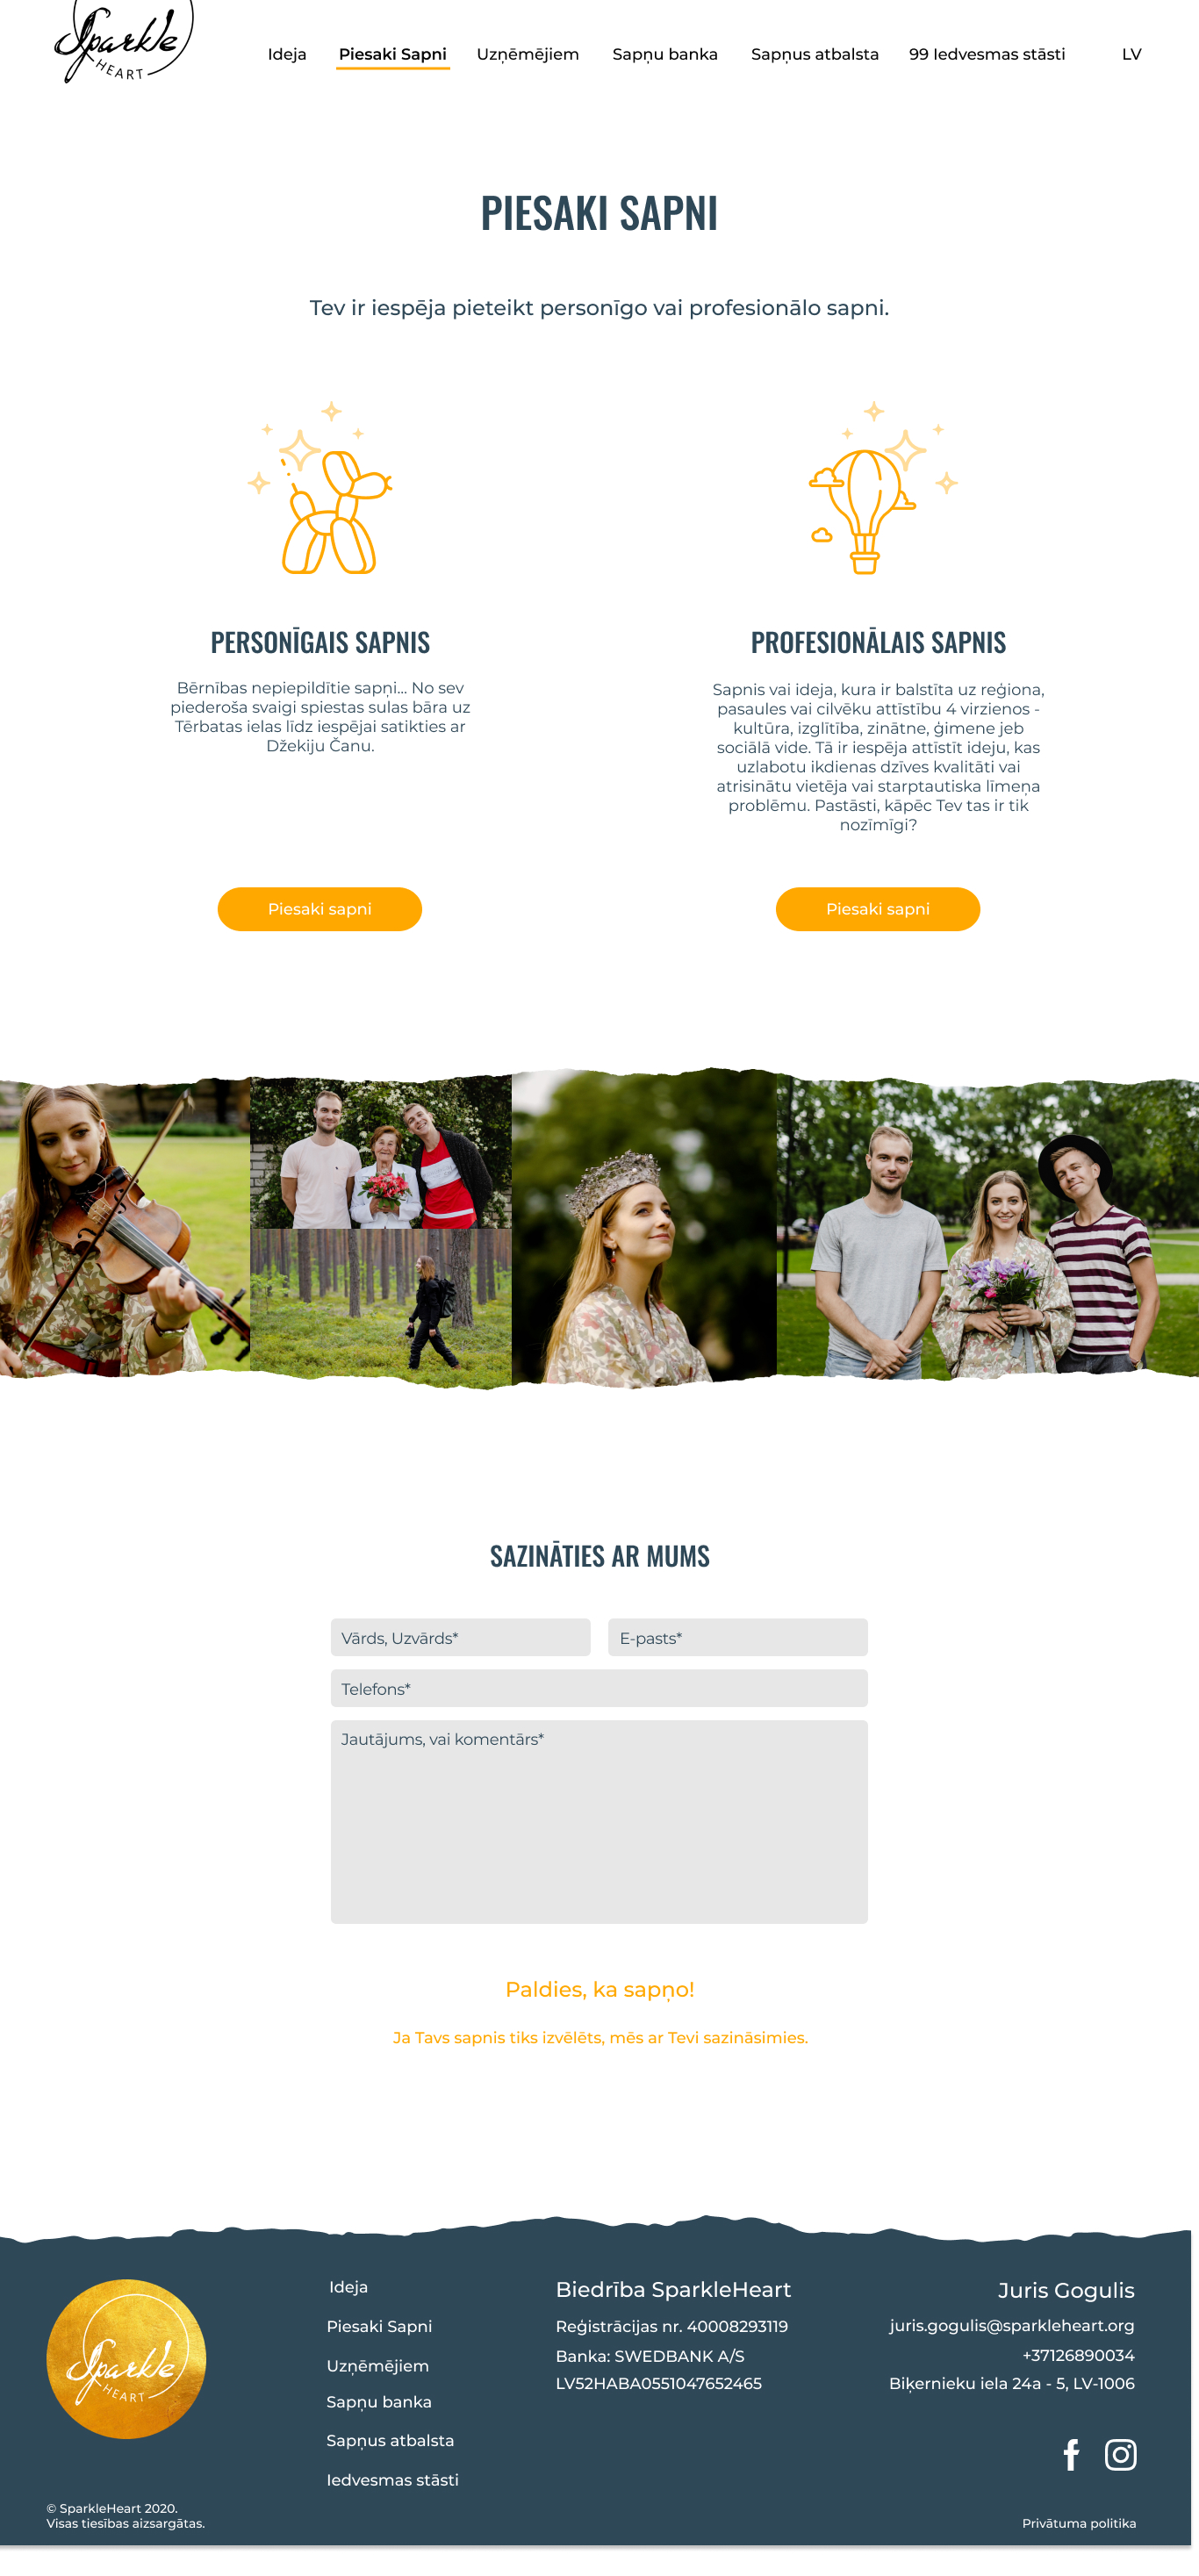 Sparkle
HEART
Ideja
Piesaki Sapni
Uzņēmējiem
Sapņu banka
Sapņus atbalsta
99 Iedvesmas stāsti
LV
PIESAKI SAPNI
Tev ir iespēja pieteikt personīgo vai profesionālo sapni.
PERSONĪGAIS SAPNIS
Bērnības nepiepildītie sapņi... No sev
piederoša svaigi spiestas sulas bāra uz
Tērbatas ielas līdz iespējai satikties ar
Džekiju Čanu.
Piesaki sapni
PROFESIONĀLAIS SAPNIS
Sapnis vai ideja, kura ir balstīta uz reģiona,
pasaules vai cilvēku attīstību 4 virzienos -
kultūra, izglītība, zinātne, ģimene jeb
sociālā vide. Tā ir iespēja attīstīt ideju, kas
uzlabotu ikdienas dzīves kvalitāti vai
atrisinātu vietēja vai starptautiska līmeņa
problēmu. Pastāsti, kāpēc Tev tas ir tik
nozīmīgi?
Piesaki sapni
SAZINĀTIES AR MUMS
Vārds, Uzvārds*
E-pasts*
Telefons*
Jautājums, vai komentārs*
Paldies, ka sapņo!
Ja Tavs sapnis tiks izvēlēts, mēs ar Tevi sazināsimies.
Sparkle
HEART
Ideja
Piesaki Sapni
Uzņēmējiem
Sapņu banka
Sapņus atbalsta
Iedvesmas stāsti
Biedrība SparkleHeart
Reģistrācijas nr. 40008293119
Banka: SWEDBANK A/S
LV52HABA0551047652465
Juris Gogulis
juris.gogulis@sparkleheart.org
+37126890034
Biķernieku iela 24a - 5, LV-1006
© SparkleHeart 2020.
Visas tiesības aizsargātas.
Privātuma politika